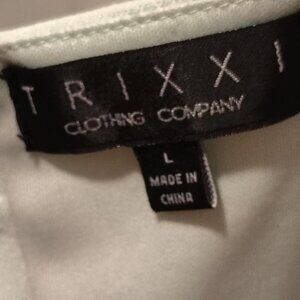 TRIXXI
CLOTHING COMPANY
L
MADE IN
CHINA